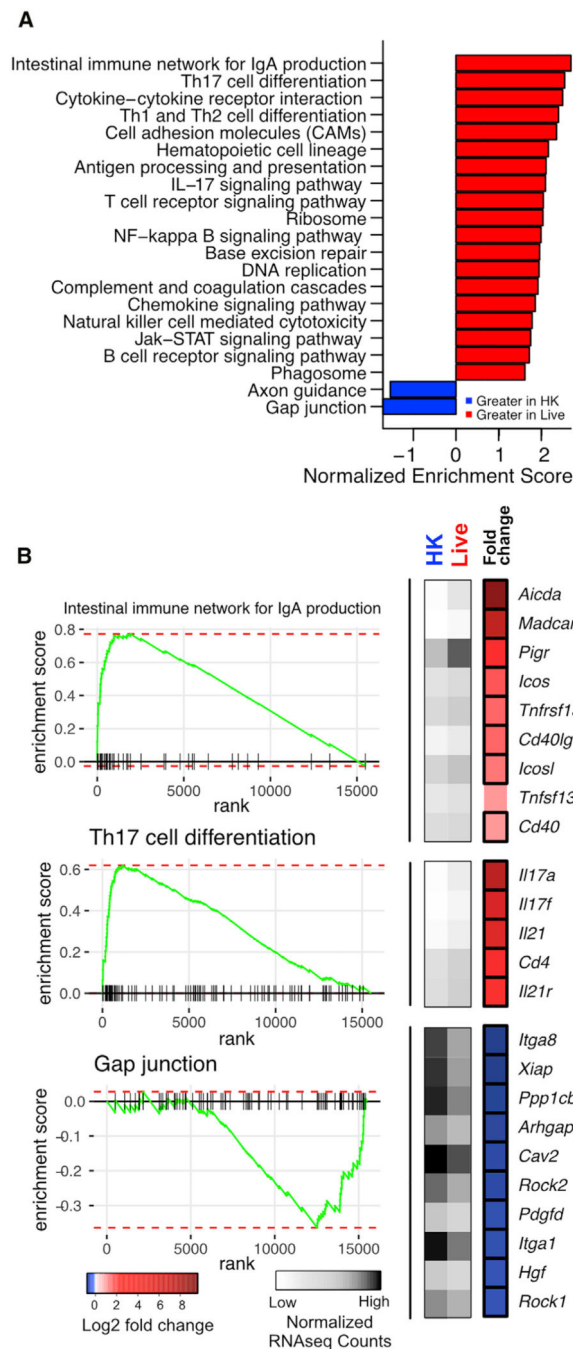 A
Intestinal immune network for IgA production
Th17 cell differentiation
Cytokine−cytokine receptor interaction
Th1 and Th2 cell differentiation
Cell adhesion molecules (CAMs)
Hematopoietic cell lineage
Antigen processing and presentation
IL−17 signaling pathway
T cell receptor signaling pathway
Ribosome
NF−kappa B signaling pathway
Base excision repair
DNA replication
Complement and coagulation cascades
Chemokine signaling pathway
Natural killer cell mediated cytotoxicity
Jak−STAT signaling pathway
B cell receptor signaling pathway
Phagosome
Axon guidance
Gap junction
Greater in HK
Greater in Live
−1 0 1 2
Normalized Enrichment Score
B
HK Live Fold change
Intestinal immune network for IgA production
enrichment score
0.8
0.6
0.4
0.2
0.0
0 5000 10000 15000
rank
Aicda
Madcar
Pigr
Icos
Tnfrsf13
Cd40lg
Icosl
Tnfsf13
Cd40
Th17 cell differentiation
enrichment score
0.6
0.4
0.2
0.0
0 5000 10000 15000
rank
Il17a
Il17f
Il21
Cd4
Il21r
Gap junction
enrichment score
0.0
-0.1
-0.2
-0.3
0 5000 10000 15000
rank
Itga8
Xiap
Ppp1cb
Arhgap
Cav2
Rock2
Pdgfd
Itga1
Hgf
Rock1
0 2 4 6 8
Log2 fold change
Low High
Normalized
RNAseq Counts